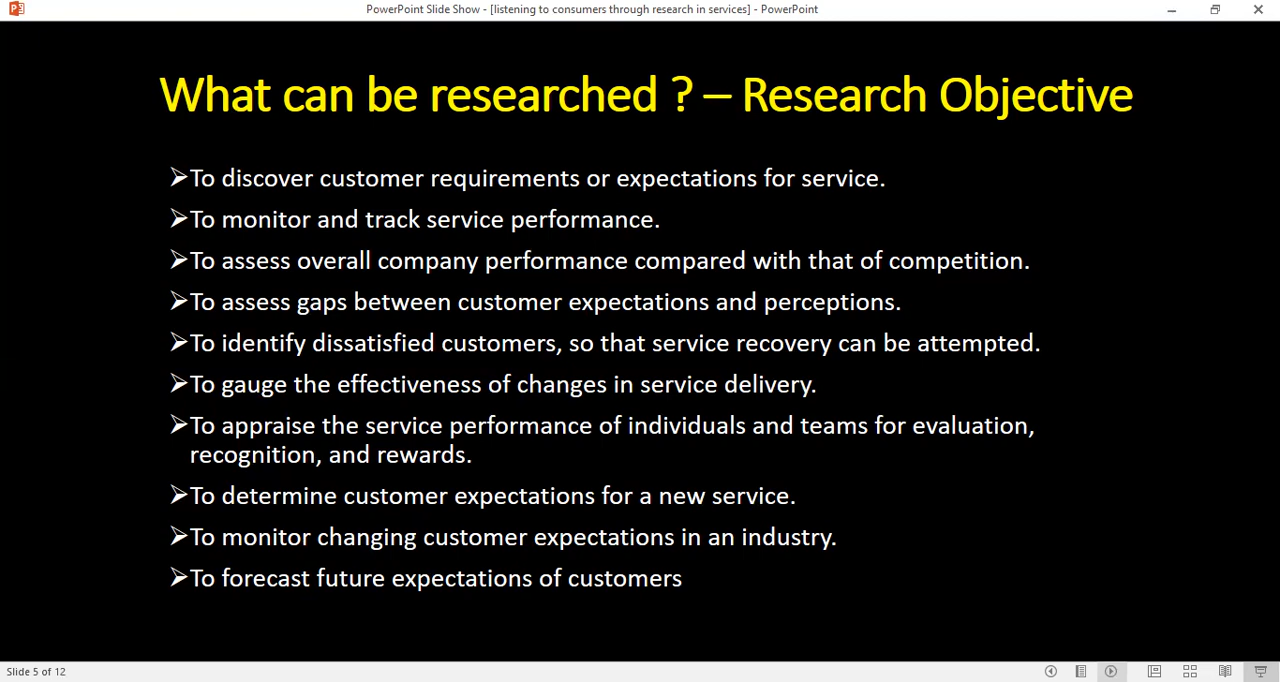 PowerPoint Slide Show - [listening to consumers through research in services] - PowerPoint
What can be researched ? – Research Objective
➢To discover customer requirements or expectations for service.
➢To monitor and track service performance.
➢To assess overall company performance compared with that of competition.
➢To assess gaps between customer expectations and perceptions.
➢To identify dissatisfied customers, so that service recovery can be attempted.
➢To gauge the effectiveness of changes in service delivery.
➢To appraise the service performance of individuals and teams for evaluation,
recognition, and rewards.
➢To determine customer expectations for a new service.
➢To monitor changing customer expectations in an industry.
➢To forecast future expectations of customers
Slide 5 of 12